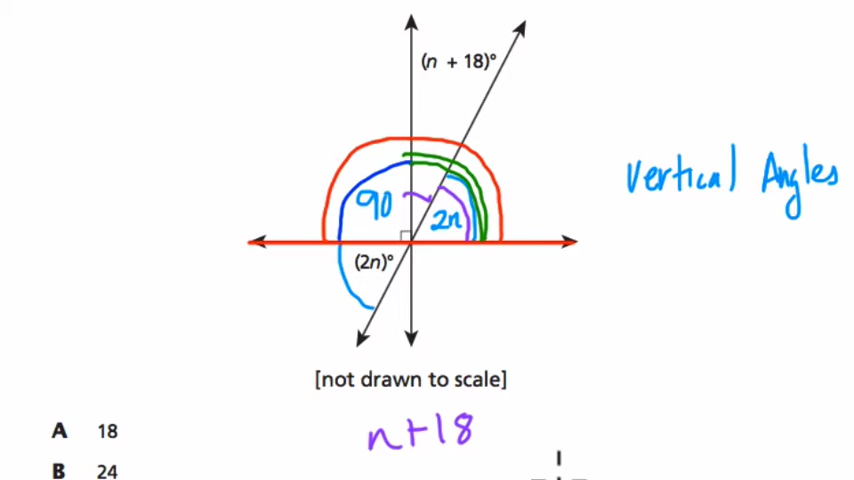 (n + 18)°
vertical Angles
90
2n
(2n)°
[not drawn to scale]
A 18
n+18
B 24